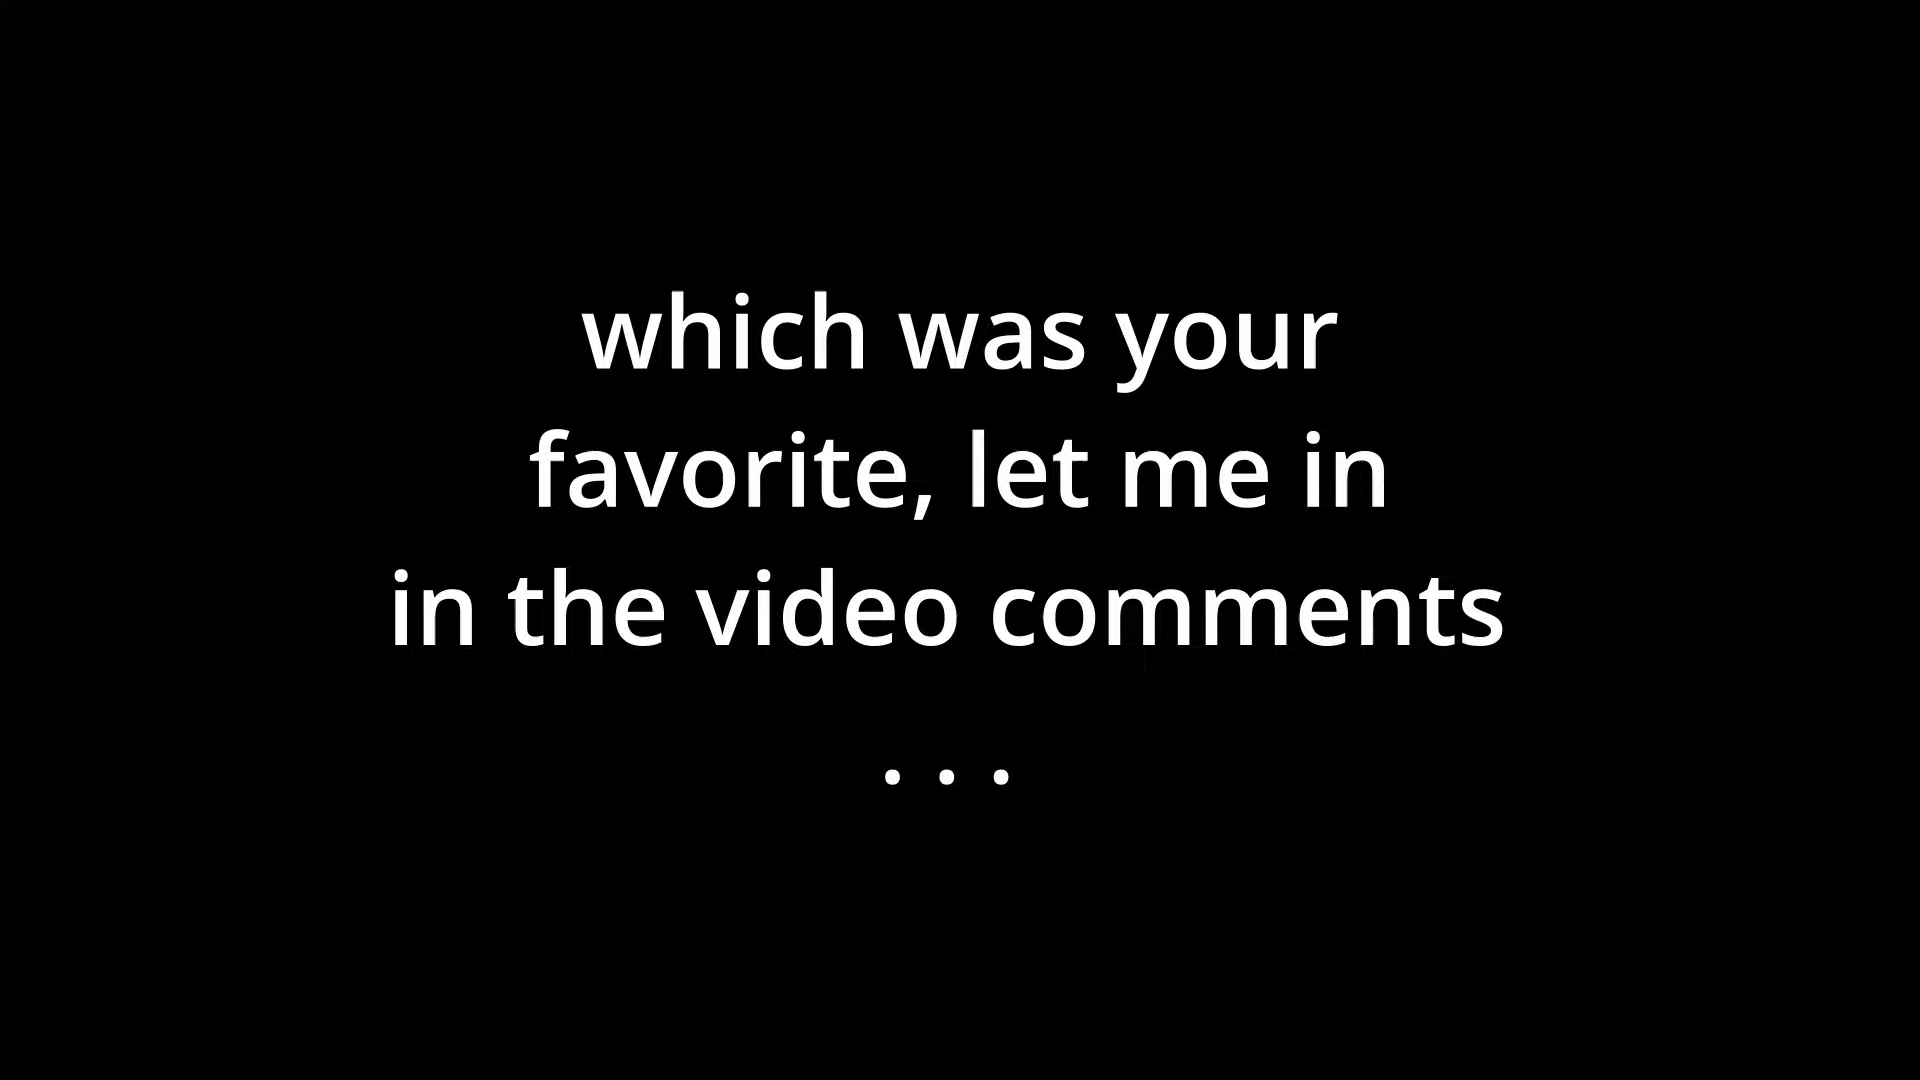 which was your
favorite, let me in
in the video comments
. . .